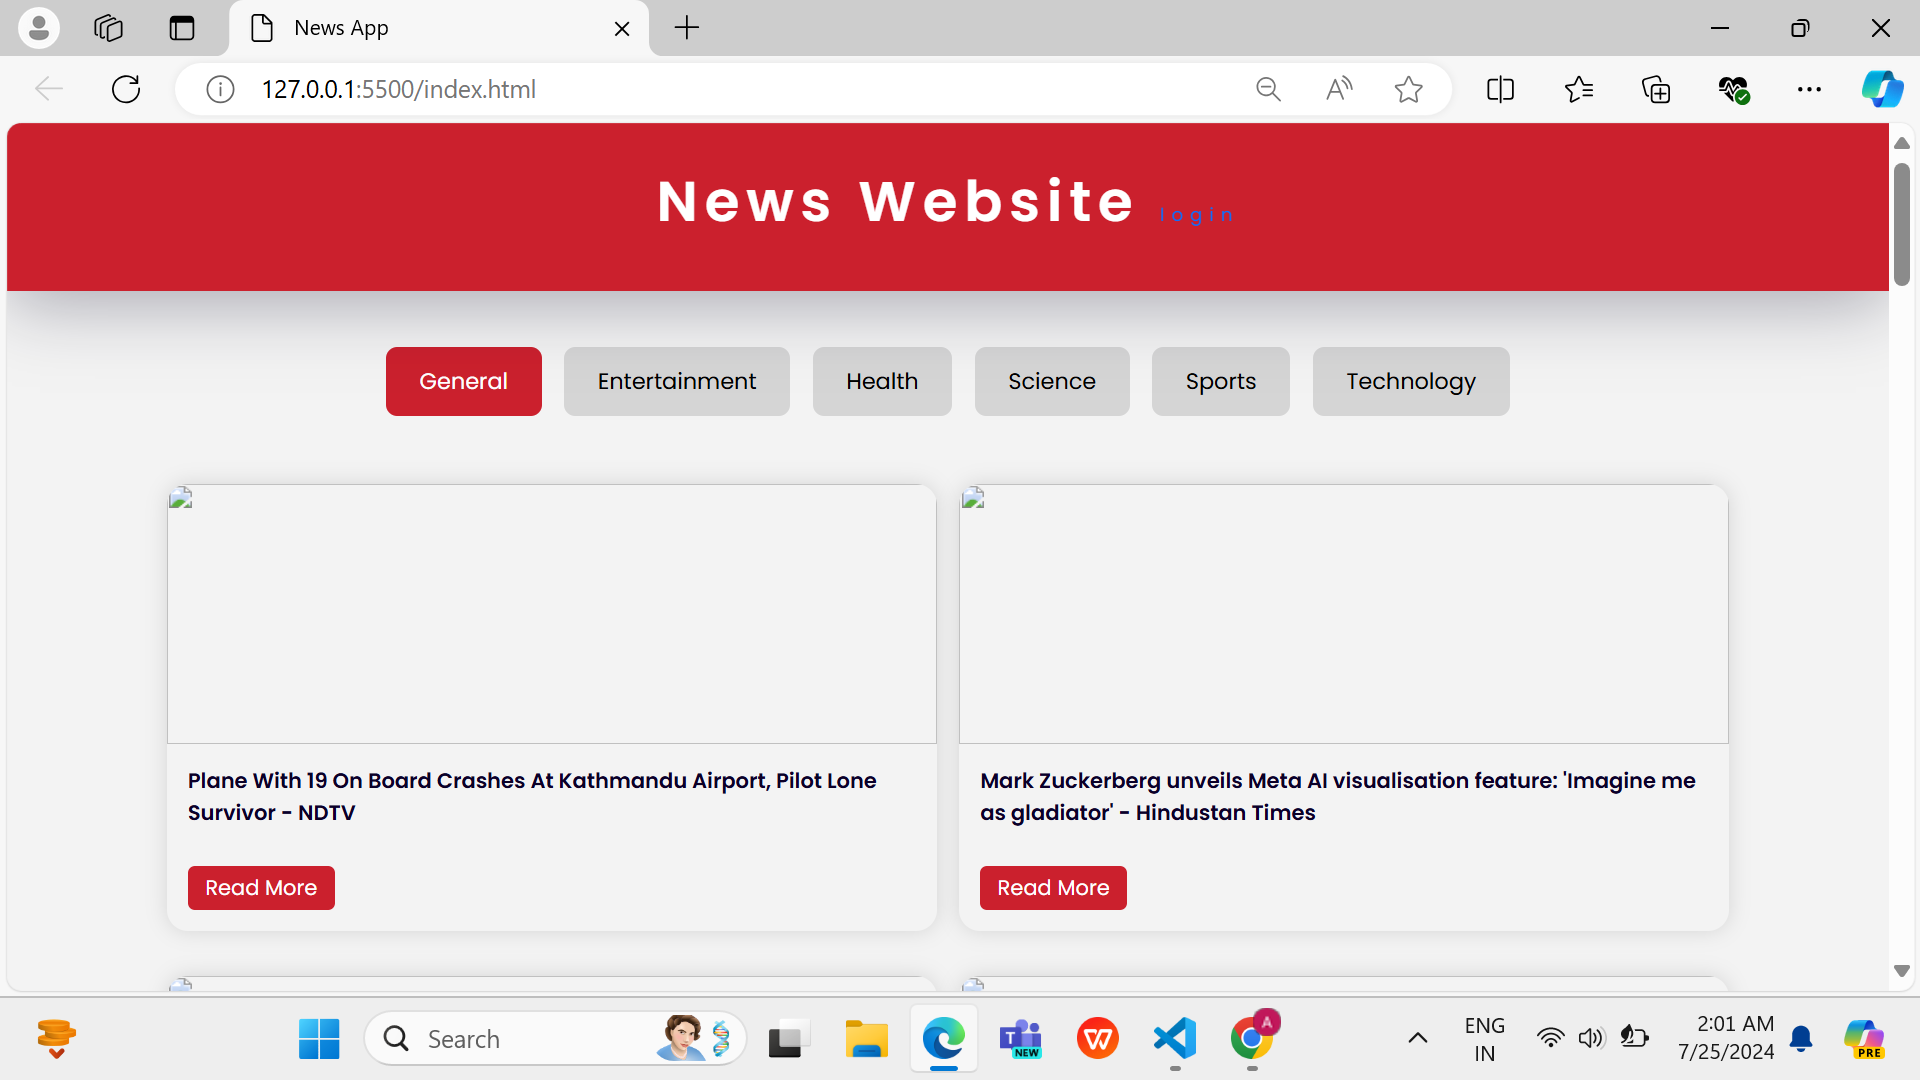 News App
127.0.0.1:5500/index.html
News Website login
General Entertainment Health Science Sports Technology
Plane With 19 On Board Crashes At Kathmandu Airport, Pilot Lone
Survivor - NDTV
Read More
Mark Zuckerberg unveils Meta AI visualisation feature: 'Imagine me
as gladiator' - Hindustan Times
Read More
Search
NEW
A
ENG
IN
2:01 AM
7/25/2024
PRE